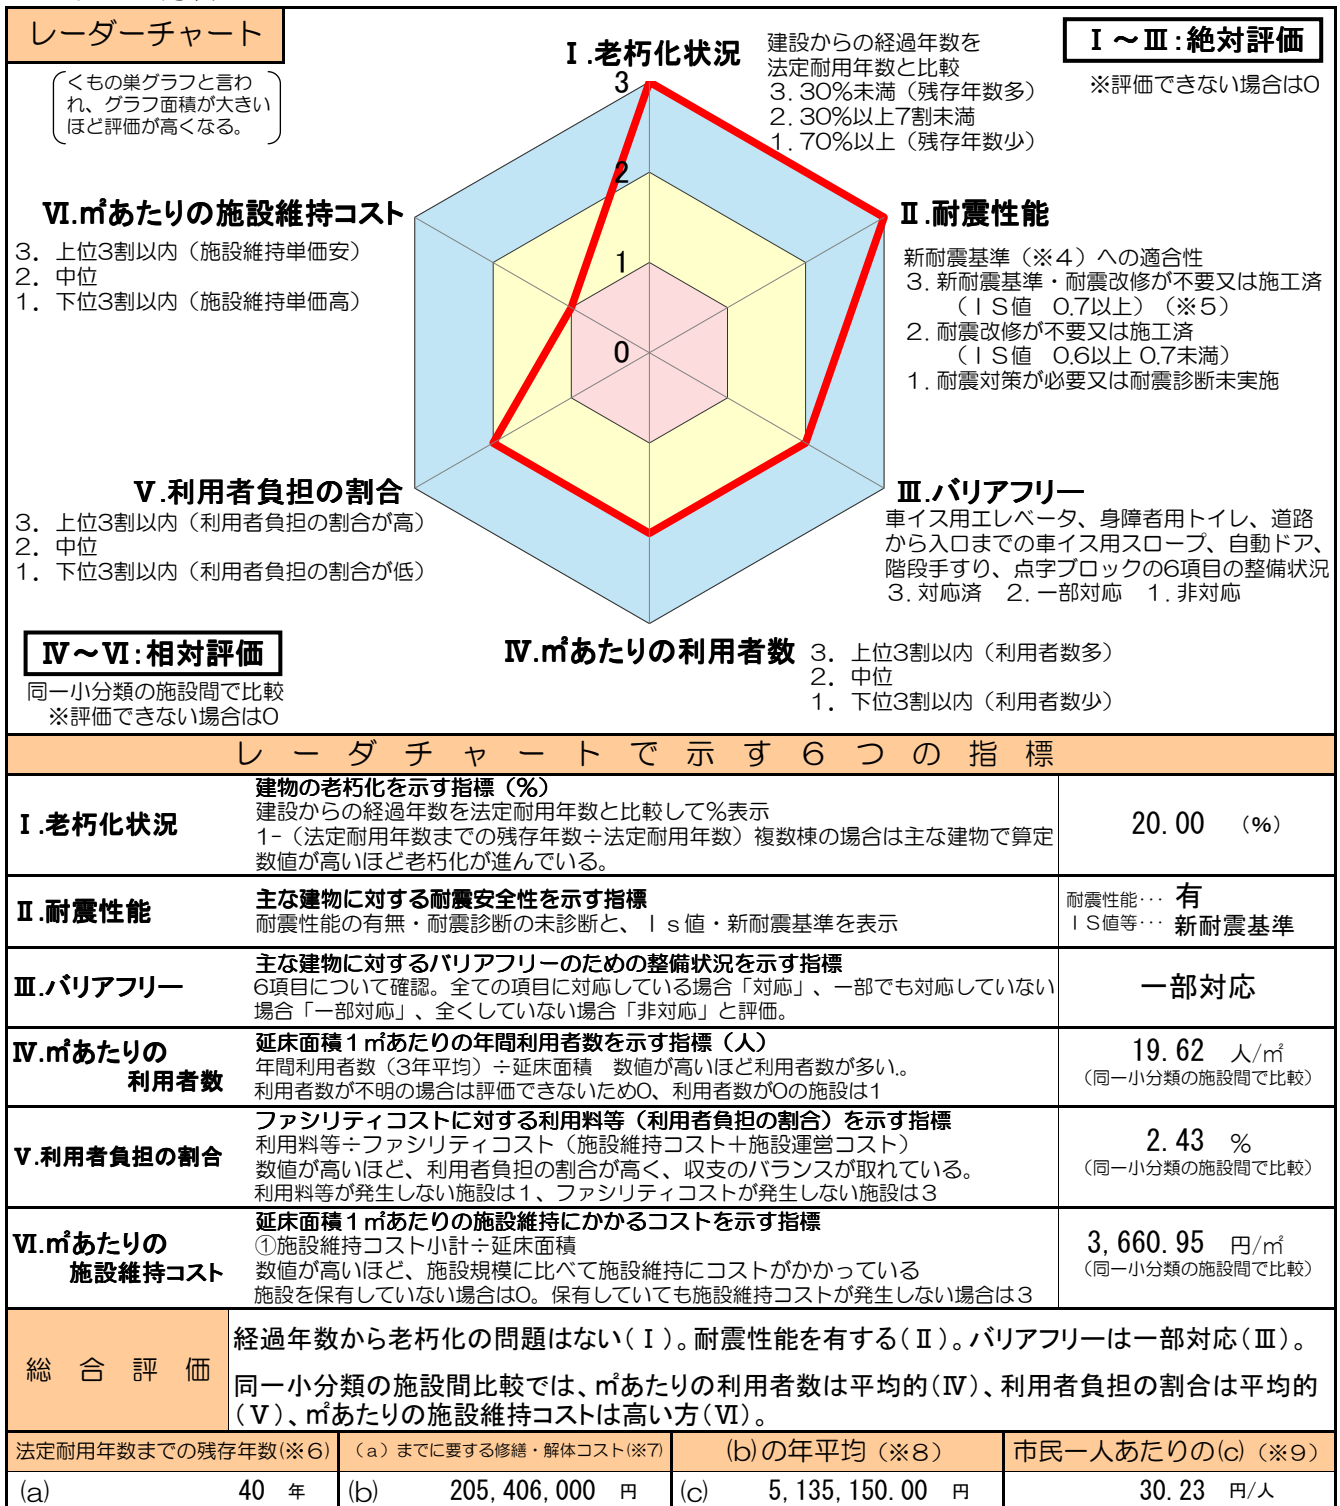 レーダーチャート
くもの巣グラフと言わ
れ、グラフ面積が大きい
ほど評価が高くなる。
Ⅰ.老朽化状況
建設からの経過年数を
法定耐用年数と比較
3.30%未満（残存年数多）
2.30%以上7割未満
1.70%以上（残存年数少）
Ⅰ～Ⅲ:絶対評価
※評価できない場合は0
3
2
1
0
Ⅵ.㎡あたりの施設維持コスト
3. 上位3割以内（施設維持単価安）
2. 中位
1. 下位3割以内（施設維持単価高）
Ⅱ.耐震性能
新耐震基準（※４）への適合性
3.新耐震基準・耐震改修が不要又は施工済
（ＩＳ値 0.7以上）（※５）
2.耐震改修が不要又は施工済
（ＩＳ値 0.6以上0.7未満）
1.耐震対策が必要又は耐震診断未実施
Ⅴ.利用者負担の割合
3. 上位3割以内（利用者負担の割合が高）
2. 中位
1. 下位3割以内（利用者負担の割合が低）
Ⅲ.バリアフリー
車イス用エレベータ、身障者用トイレ、道路
から入口までの車イス用スロープ、自動ドア、
階段手すり、点字ブロックの6項目の整備状況
3.対応済 2.一部対応 1.非対応
Ⅳ～Ⅵ:相対評価
同一小分類の施設間で比較
※評価できない場合は0
Ⅳ.㎡あたりの利用者数
3. 上位3割以内（利用者数多）
2. 中位
1. 下位3割以内（利用者数少）
レーダチャートで示す６つの指標
Ⅰ.老朽化状況
建物の老朽化を示す指標（%）
建設からの経過年数を法定耐用年数と比較して%表示
1-（法定耐用年数までの残存年数÷法定耐用年数）複数棟の場合は主な建物で算定
数値が高いほど老朽化が進んでいる。
20.00 （%）
Ⅱ.耐震性能
主な建物に対する耐震安全性を示す指標
耐震性能の有無・耐震診断の未診断と、Ｉｓ値・新耐震基準を表示
耐震性能… 有
ＩＳ値等… 新耐震基準
Ⅲ.バリアフリー
主な建物に対するバリアフリーのための整備状況を示す指標
6項目について確認。全ての項目に対応している場合「対応」、一部でも対応していない
場合「一部対応」、全くしていない場合「非対応」と評価。
一部対応
Ⅳ.㎡あたりの
利用者数
延床面積１㎡あたりの年間利用者数を示す指標（人）
年間利用者数（3年平均）÷延床面積 数値が高いほど利用者数が多い。
利用者数が不明の場合は評価できないため0、利用者数が0の施設は1
19.62 人/㎡
（同一小分類の施設間で比較）
Ⅴ.利用者負担の割合
ファシリティコストに対する利用料等（利用者負担の割合）を示す指標
利用料等÷ファシリティコスト（施設維持コスト＋施設運営コスト）
数値が高いほど、利用者負担の割合が高く、収支のバランスが取れている。
利用料等が発生しない施設は１、ファシリティコストが発生しない施設は３
2.43 %
（同一小分類の施設間で比較）
Ⅵ.㎡あたりの
施設維持コスト
延床面積１㎡あたりの施設維持にかかるコストを示す指標
①施設維持コスト小計÷延床面積
数値が高いほど、施設規模に比べて施設維持にコストがかかっている
施設を保有していない場合は0。保有していても施設維持コストが発生しない場合は３
3,660.95 円/㎡
（同一小分類の施設間で比較）
総合評価
経過年数から老朽化の問題はない(Ⅰ)。耐震性能を有する(Ⅱ)。バリアフリーは一部対応(Ⅲ)。
同一小分類の施設間比較では、㎡あたりの利用者数は平均的(Ⅳ)、利用者負担の割合は平均的
(Ⅴ)、㎡あたりの施設維持コストは高い方(Ⅵ)。
法定耐用年数までの残存年数(※６) （a）までに要する修繕・解体コスト(※７) (b)の年平均（※８） 市民一人あたりの(c)（※９）
(a) 40 年 (b) 205,406,000 円 (c) 5,135,150.00 円 30.23 円/人